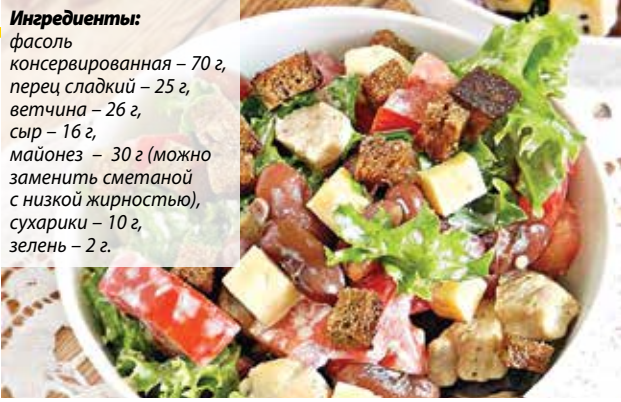 Ингредиенты:
фасоль
консервированная – 70 г,
перец сладкий – 25 г,
ветчина – 26 г,
сыр – 16 г,
майонез – 30 г (можно
заменить сметаной
с низкой жирностью),
сухарики – 10 г,
зелень – 2 г.